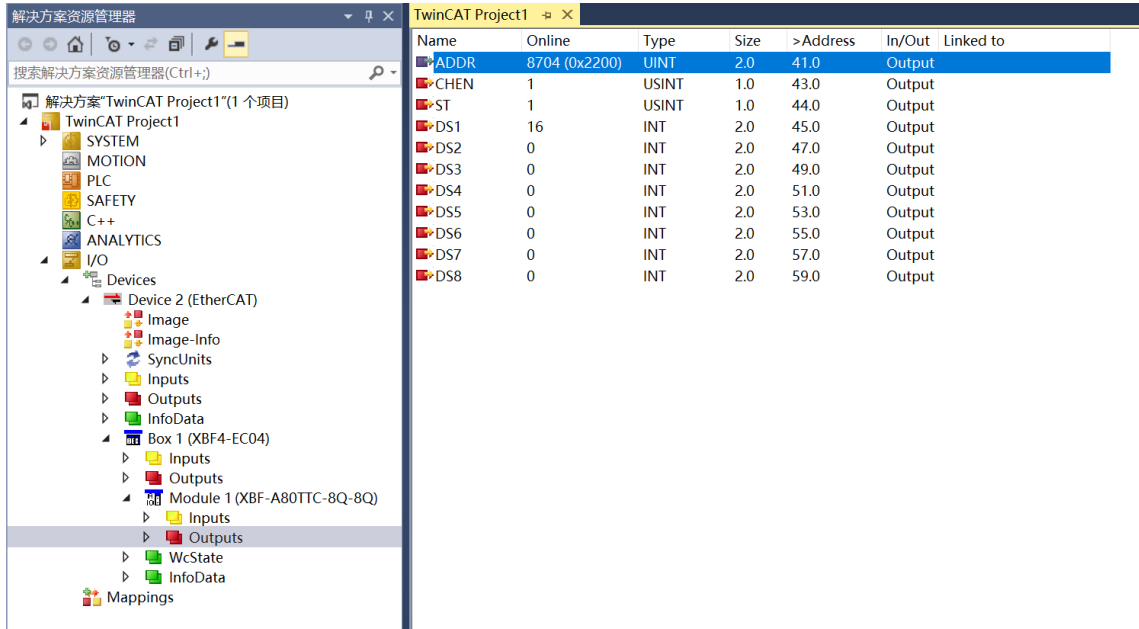 解决方案资源管理器
搜索解决方案资源管理器(Ctrl+;)
解决方案"TwinCAT Project1"(1 个项目)
TwinCAT Project1
SYSTEM
MOTION
PLC
SAFETY
C++
ANALYTICS
I/O
Devices
Device 2 (EtherCAT)
Image
Image-Info
SyncUnits
Inputs
Outputs
InfoData
Box 1 (XBF4-EC04)
Inputs
Outputs
Module 1 (XBF-A80TTC-8Q-8Q)
Inputs
Outputs
WcState
InfoData
Mappings
TwinCAT Project1
Name Online Type Size >Address In/Out Linked to
ADDR 8704 (0x2200) UINT 2.0 41.0 Output
CHEN 1 USINT 1.0 43.0 Output
ST 1 USINT 1.0 44.0 Output
DS1 16 INT 2.0 45.0 Output
DS2 0 INT 2.0 47.0 Output
DS3 0 INT 2.0 49.0 Output
DS4 0 INT 2.0 51.0 Output
DS5 0 INT 2.0 53.0 Output
DS6 0 INT 2.0 55.0 Output
DS7 0 INT 2.0 57.0 Output
DS8 0 INT 2.0 59.0 Output